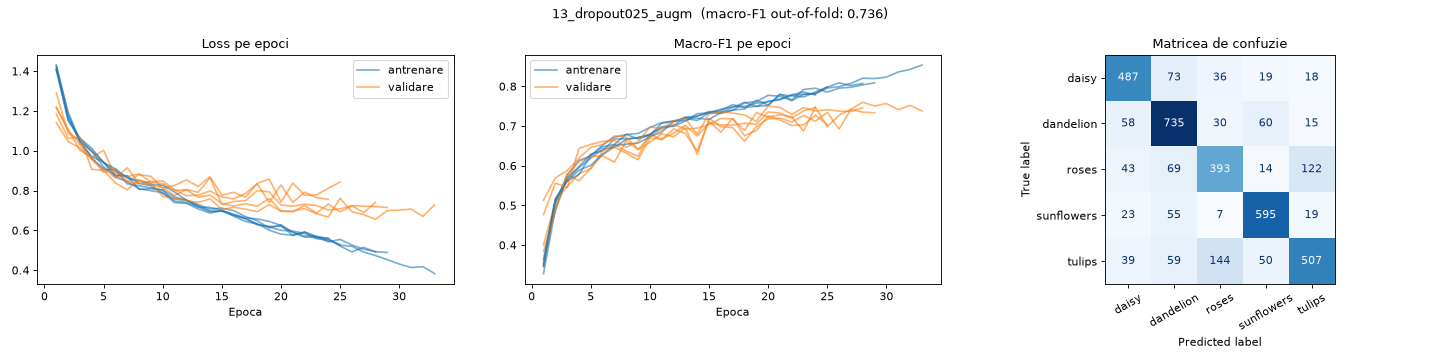 13_dropout025_augm (macro-F1 out-of-fold: 0.736)
Loss pe epoci
1.4
1.2
1.0
0.8
0.6
0.4
0 5 10 15 20 25 30
Epoca
antrenare
validare
Macro-F1 pe epoci
0.8
0.7
0.6
0.5
0.4
0 5 10 15 20 25 30
Epoca
antrenare
validare
Matricea de confuzie
True label
daisy 487 73 36 19 18
dandelion 58 735 30 60 15
roses 43 69 393 14 122
sunflowers 23 55 7 595 19
tulips 39 59 144 50 507
daisy dandelion roses sunflowers tulips
Predicted label